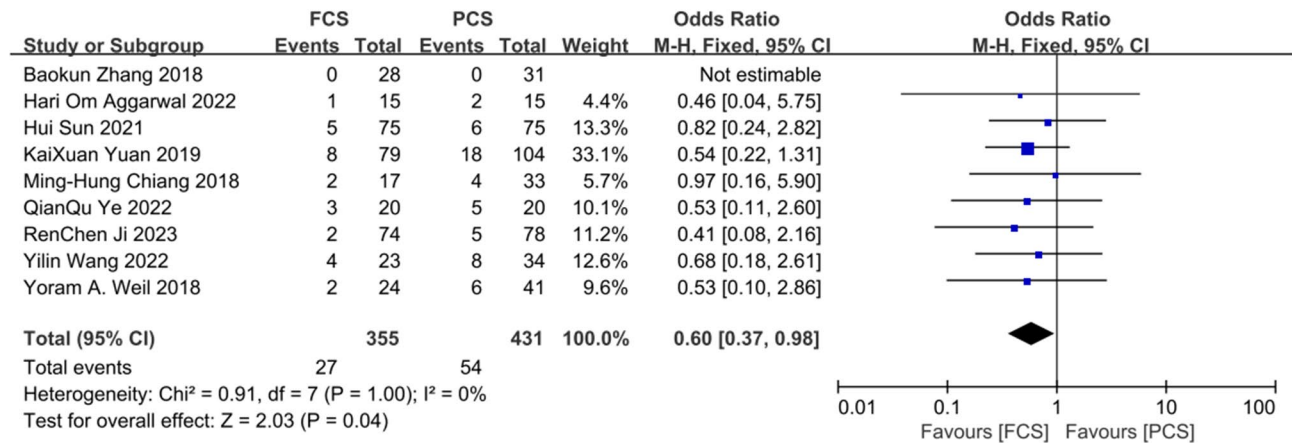 FCS PCS Odds Ratio Odds Ratio
Study or Subgroup Events Total Events Total Weight M-H, Fixed, 95% CI M-H, Fixed, 95% CI
Baokun Zhang 2018 0 28 0 31 Not estimable
Hari Om Aggarwal 2022 1 15 2 15 4.4% 0.46 [0.04, 5.75]
Hui Sun 2021 5 75 6 75 13.3% 0.82 [0.24, 2.82]
KaiXuan Yuan 2019 8 79 18 104 33.1% 0.54 [0.22, 1.31]
Ming-Hung Chiang 2018 2 17 4 33 5.7% 0.97 [0.16, 5.90]
QianQu Ye 2022 3 20 5 20 10.1% 0.53 [0.11, 2.60]
RenChen Ji 2023 2 74 5 78 11.2% 0.41 [0.08, 2.16]
Yilin Wang 2022 4 23 8 34 12.6% 0.68 [0.18, 2.61]
Yoram A. Weil 2018 2 24 6 41 9.6% 0.53 [0.10, 2.86]
Total (95% CI) 355 431 100.0% 0.60 [0.37, 0.98]
Total events 27 54
Heterogeneity: Chi² = 0.91, df = 7 (P = 1.00); I² = 0%
Test for overall effect: Z = 2.03 (P = 0.04)
0.01 0.1 1 10 100
Favours [FCS] Favours [PCS]